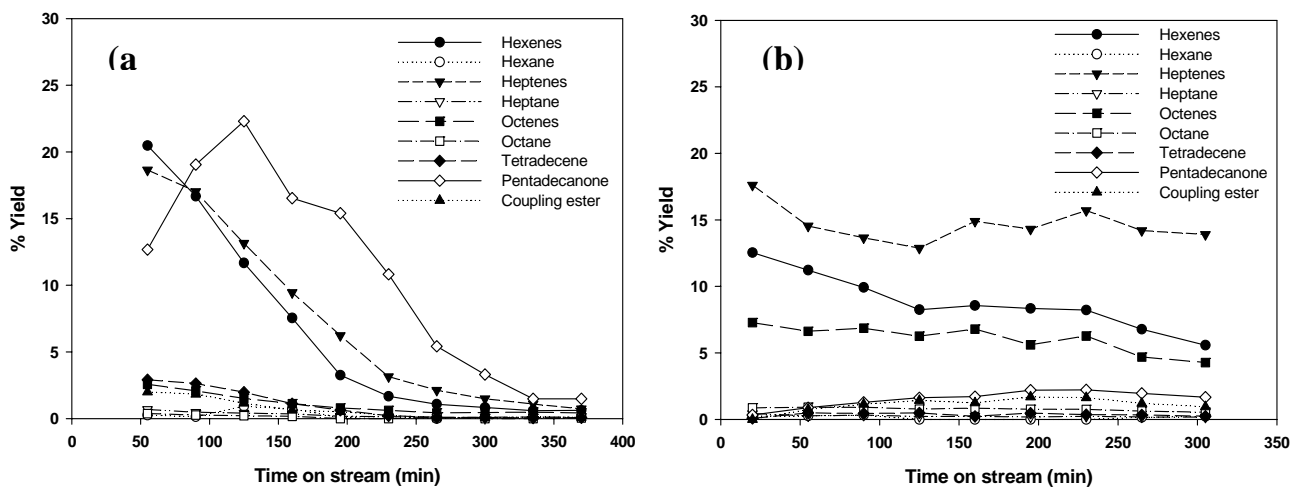 30
25
20
15
10
5
0
% Yield
(a
Hexenes
Hexane
Heptenes
Heptane
Octenes
Octane
Tetradecene
Pentadecanone
Coupling ester
0 50 100 150 200 250 300 350 400
Time on stream (min)
30
25
20
15
10
5
0
% Yield
(b)
Hexenes
Hexane
Heptenes
Heptane
Octenes
Octane
Tetradecene
Pentadecanone
Coupling ester
0 50 100 150 200 250 300 350
Time on stream (min)